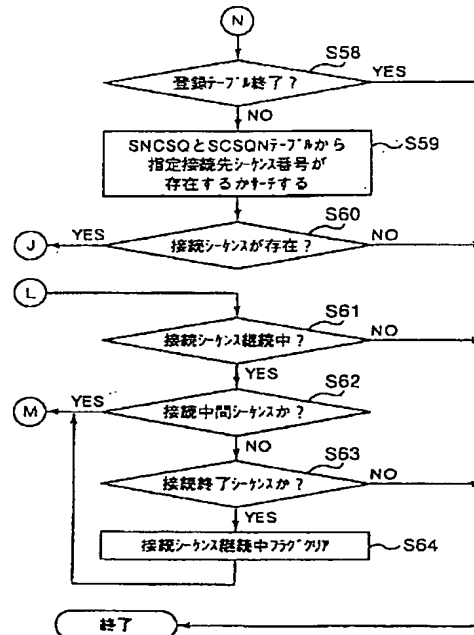 N
S58
登録テーブル終了？
YES
NO
SNCSQとSCSQNテーブルから
指定接続先シーケンス番号が
存在するかサーチする
S59
S60
J
YES
接続シーケンスが存在？
NO
L
S61
接続シーケンス継続中？
NO
YES
S62
M
YES
接続中間シーケンスか？
NO
S63
接続終了シーケンスか？
NO
YES
接続シーケンス継続中フラグクリア
S64
終了